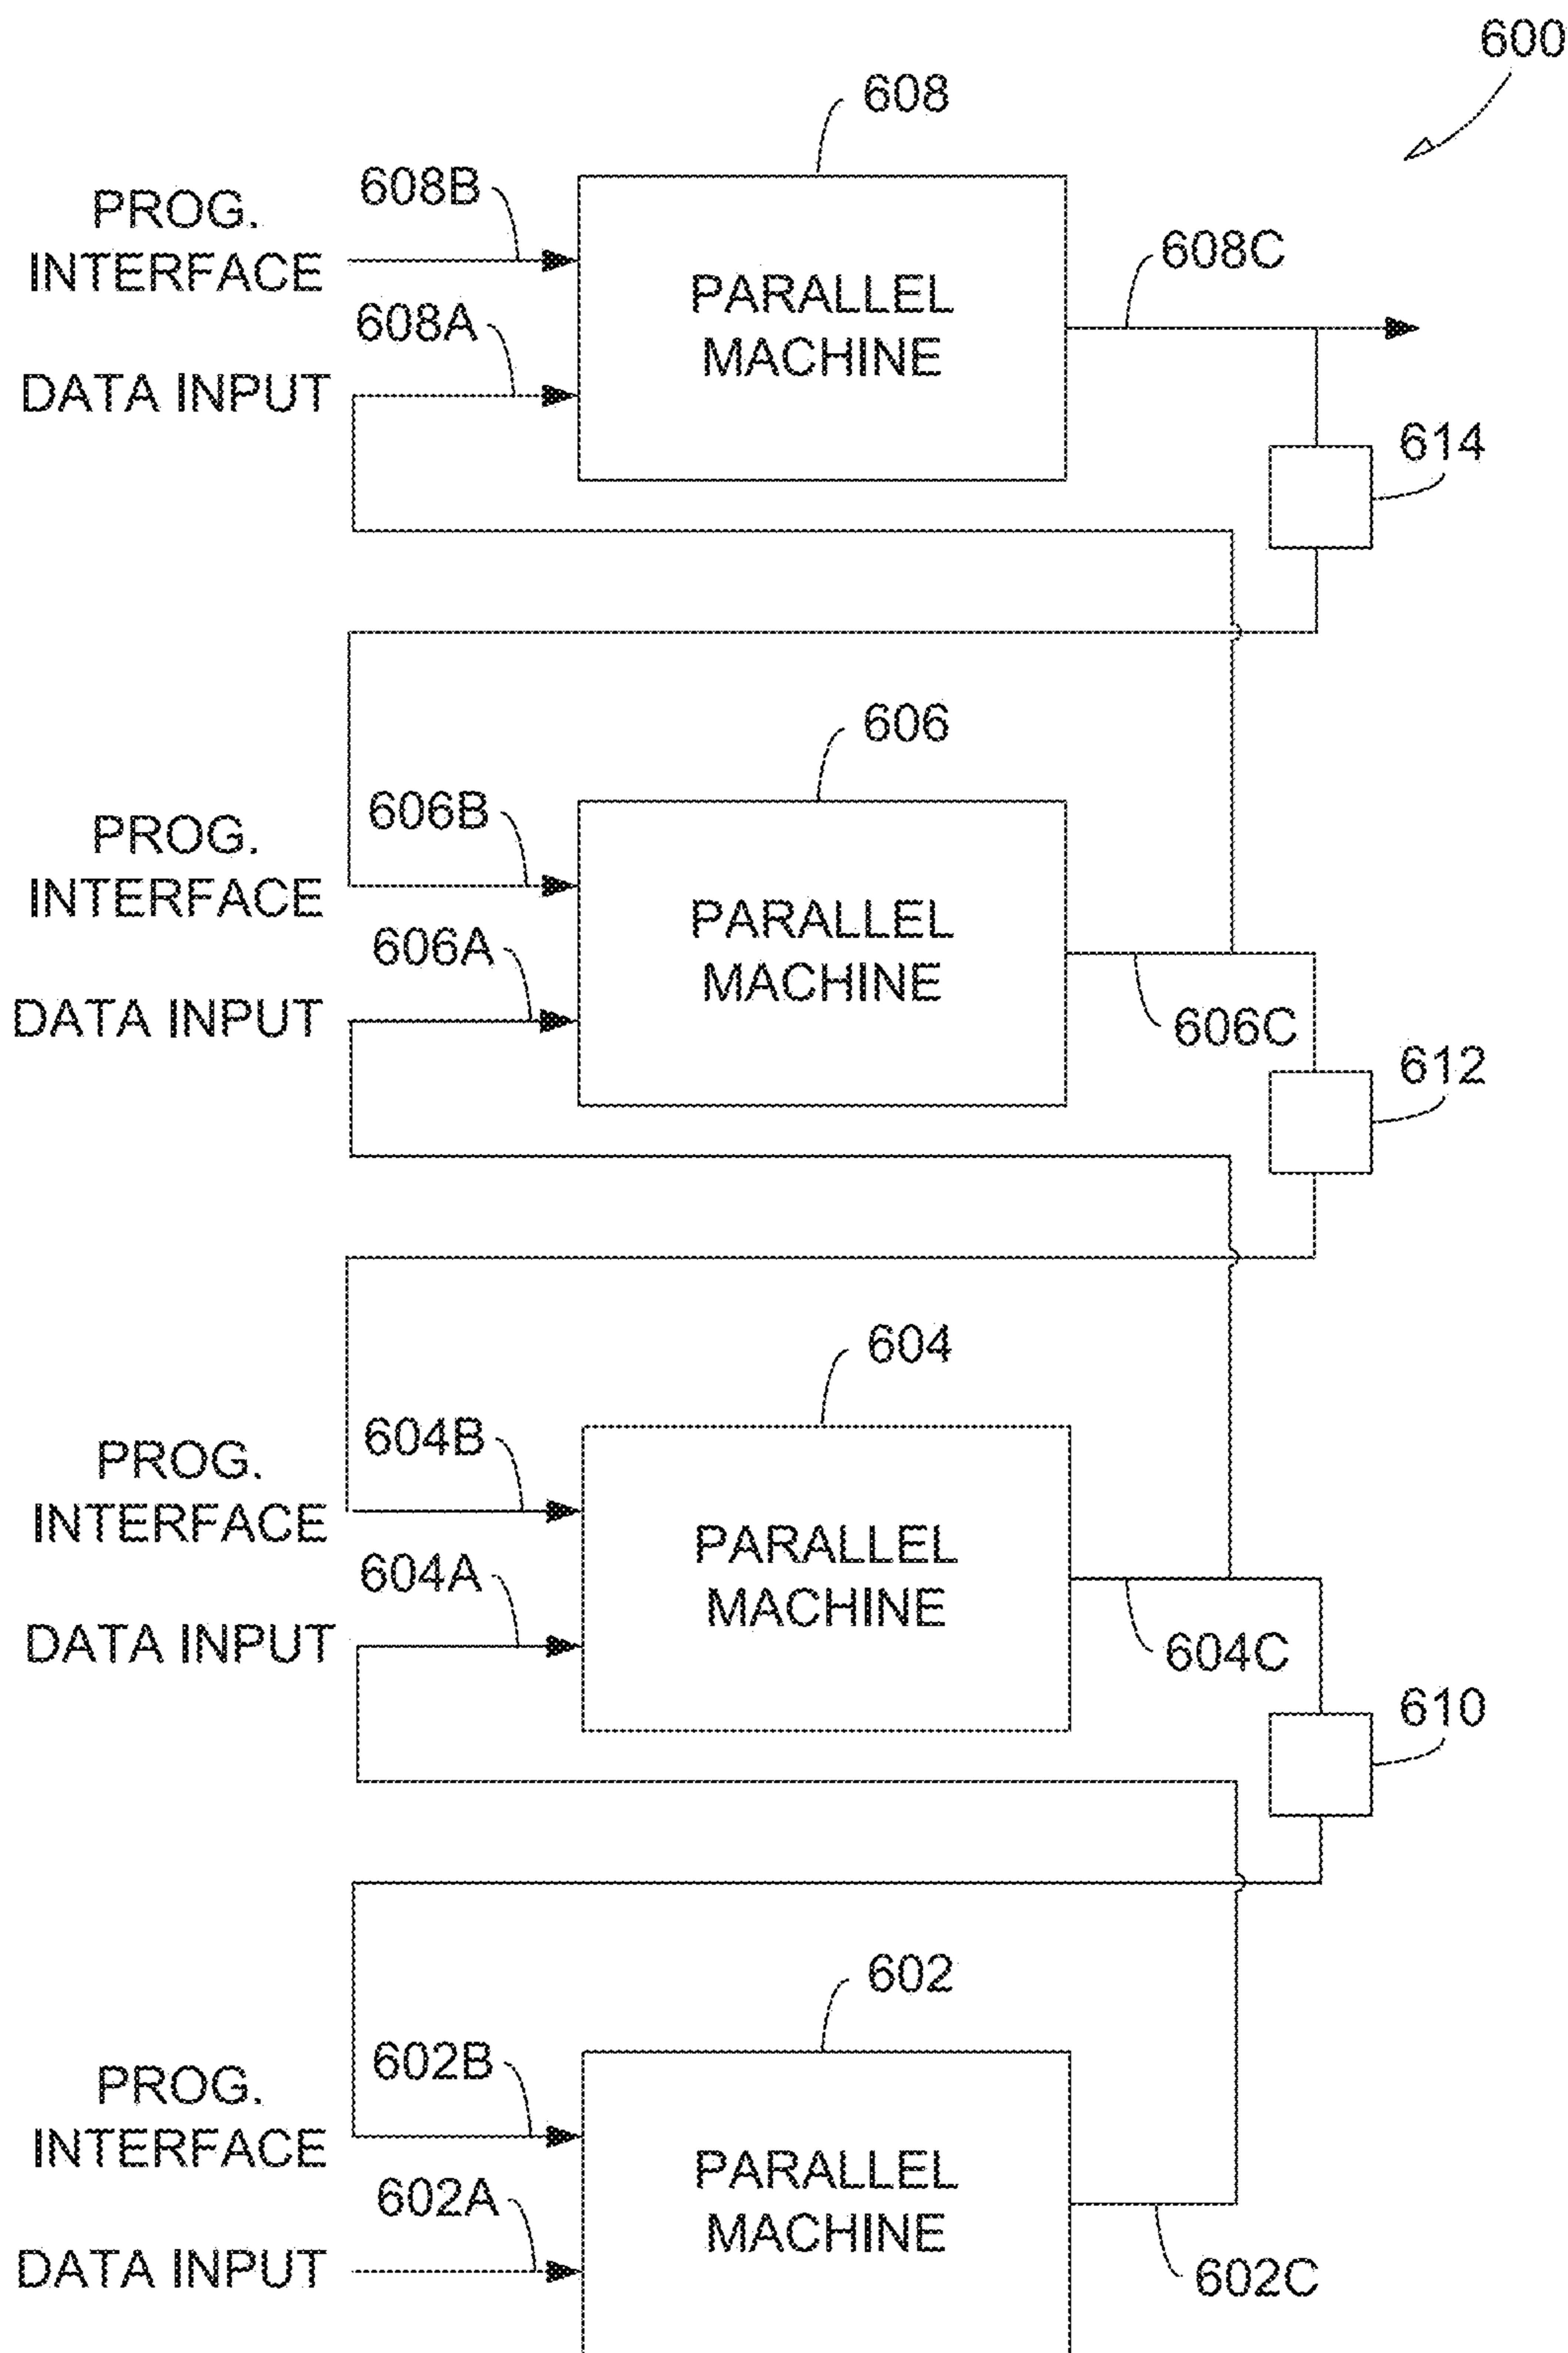 600
608
608B
PROG.
INTERFACE
608C
PARALLEL
MACHINE
608A
DATA INPUT
614
606
606B
PROG.
INTERFACE
PARALLEL
MACHINE
606A
DATA INPUT
606C
612
604
604B
PROG.
INTERFACE
PARALLEL
MACHINE
604A
DATA INPUT
604C
610
602
602B
PROG.
INTERFACE
PARALLEL
MACHINE
602A
DATA INPUT
602C